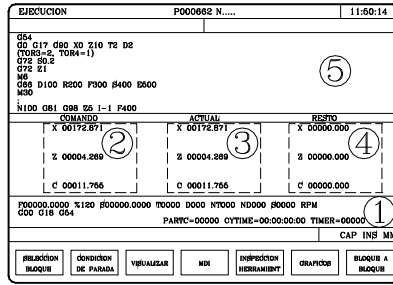 EJECUCION P000662 N..... 11:50:14
G54
G0 G17 G90 X0 Z10 T2 D2
(TOR3=2, TOR4=1)
G72 S0.2
G72 Z1
M6
G66 D100 R200 F300 S400 E500
M30
;
N100 G81 G98 Z5 I-1 F400
5
COMANDO ACTUAL RESTO
X 00172.871 X 00172.871 X 00000.000
2 3 4
Z 00004.269 Z 00004.269 Z 00000.000
C 00011.755 C 00011.755 C 00000.000
F00000.0000 %120 S00000.0000 T0000 D000 NT000 ND000 S0000 RPM
G00 G18 G54
PARTC=00000 CYTIME=00:00:00:00 TIMER=00000
1
CAP INS MM
SELECCION BLOQUE
CONDICION DE PARADA
VISUALIZAR
MDI
INSPECCION HERRAMIENT
GRAFICOS
BLOQUE A BLOQUE